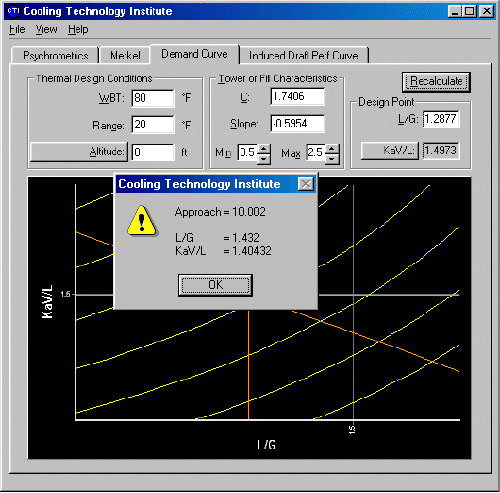 CTI Cooling Technology Institute
File View Help
Psychrometrics Merkel Demand Curve Induced Draft Perf Curve
Thermal Design Conditions
WBT: 80 °F
Range: 20 °F
Altitude: 0 ft
Tower or Fill Characteristics
C: 1.7406
Slope: -0.5954
Min 0.5 Max 2.5
Recalculate
Design Point
L/G: 1.2877
KaV/L: 1.4973
Cooling Technology Institute
Approach = 10.002
L/G = 1.432
KaV/L = 1.40432
OK
KaV/L
1.5
1.5
L/G